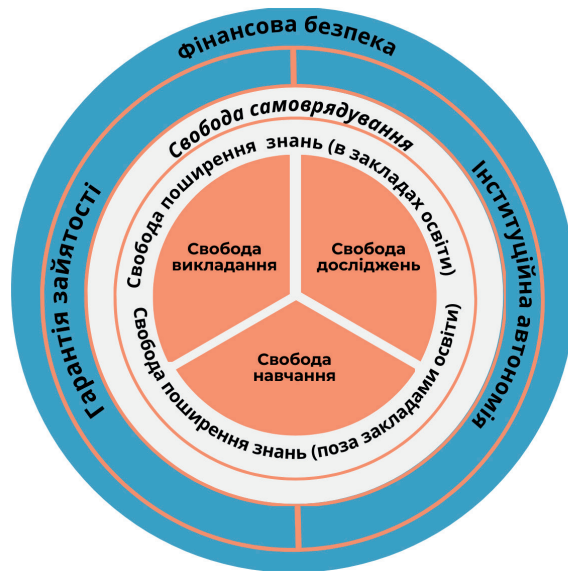 Фінансова безпека
Гарантія зайятості
Інституційна автономія
Свобода самоврядування
Свобода поширення знань (в закладах освіти)
Свобода
викладання
Свобода
досліджень
Свобода
навчання
Свобода поширення знань (поза закладами освіти)